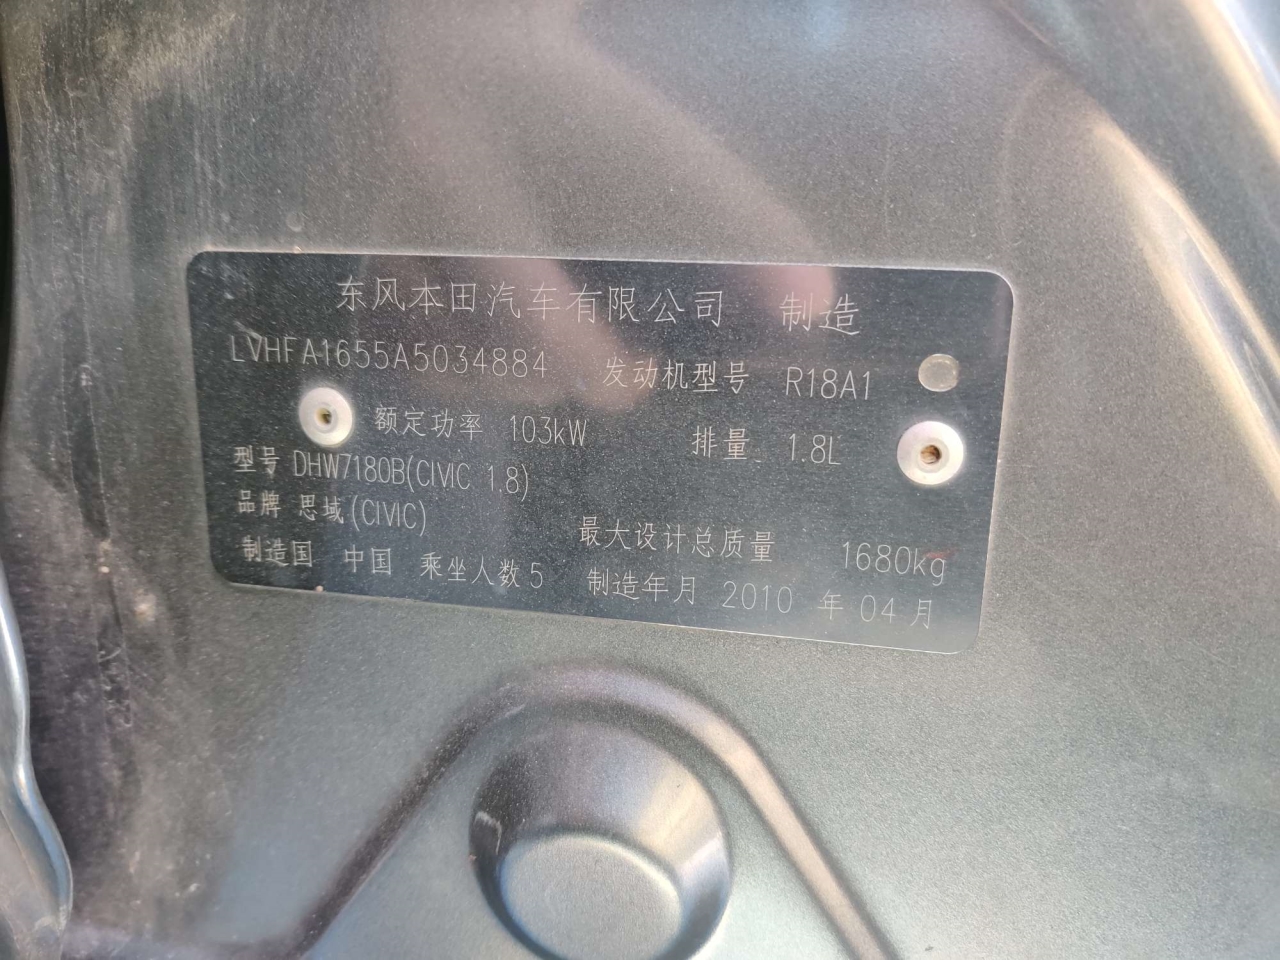 东风本田汽车有限公司 制造
LVHFA1655A5034884 发动机型号 R18A1
额定功率 103kW 排量 1.8L
型号 DHW7180B(CIVIC 1.8)
品牌 思域(CIVIC) 最大设计总质量 1680kg
制造国 中国 乘坐人数5 制造年月 2010 年 04 月